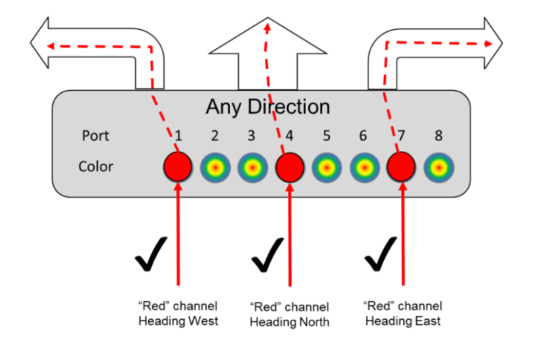 Any Direction
Port 1 2 3 4 5 6 7 8
Color
"Red" channel
Heading West
"Red" channel
Heading North
"Red" channel
Heading East